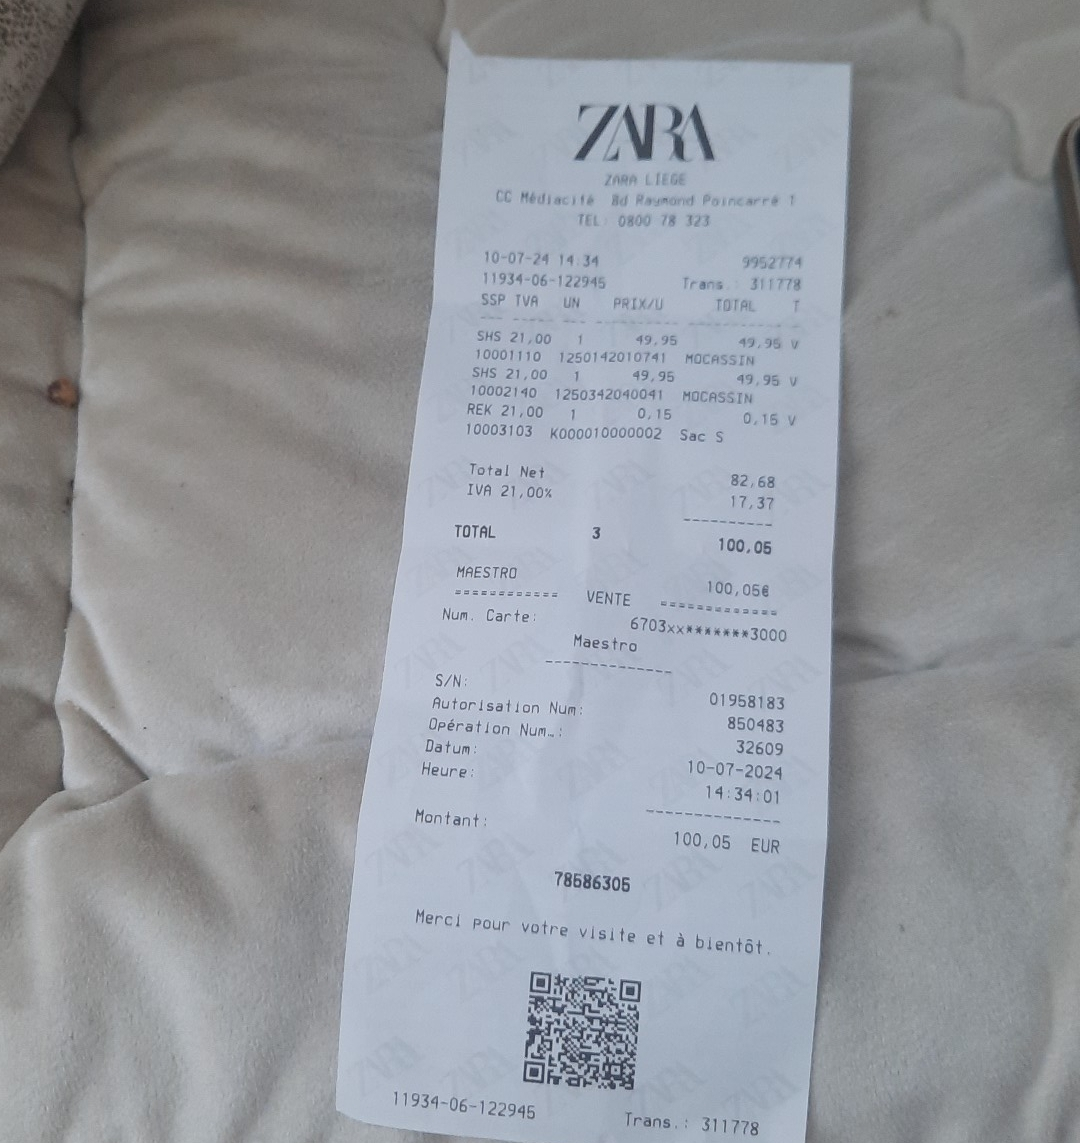 ZARA
ZARA LIEGE
CC Médiacité Bd Raymond Poincarré 1
TEL: 0800 78 323
10-07-24 14:34 9952774
11934-06-122945 Trans.: 311778
SSP TVA UN PRIX/U TOTAL T
SHS 21,00 1 49,95 49,95 V
10001110 1250142010741 MOCASSIN
SHS 21,00 1 49,95 49,95 V
10002140 1250342040041 MOCASSIN
REK 21,00 1 0,15 0,15 V
10003103 K000010000002 Sac S
Total Net 82,68
IVA 21,00% 17,37
TOTAL 3 100,05
MAESTRO 100,05€
============ VENTE =============
Num. Carte: 6703xx*******3000
Maestro
S/N: 01958183
Autorisation Num: 850483
Opération Num…: 32609
Datum: 10-07-2024
Heure: 14:34:01
Montant: 100,05 EUR
78586305
Merci pour votre visite et à bientôt.
11934-06-122945 Trans.: 311778